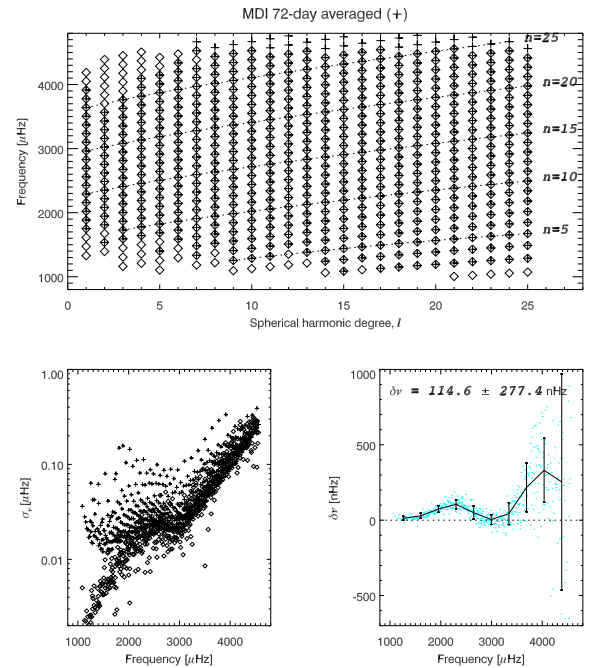 MDI 72-day averaged (+)
n=25
n=20
n=15
n=10
n=5
4000
3000
2000
1000
Frequency [μHz]
0 5 10 15 20 25
Spherical harmonic degree, l
1.00
0.10
0.01
σν [μHz]
1000 2000 3000 4000
Frequency [μHz]
δν = 114.6 ± 277.4 nHz
1000
500
0
-500
δν [nHz]
1000 2000 3000 4000
Frequency [μHz]